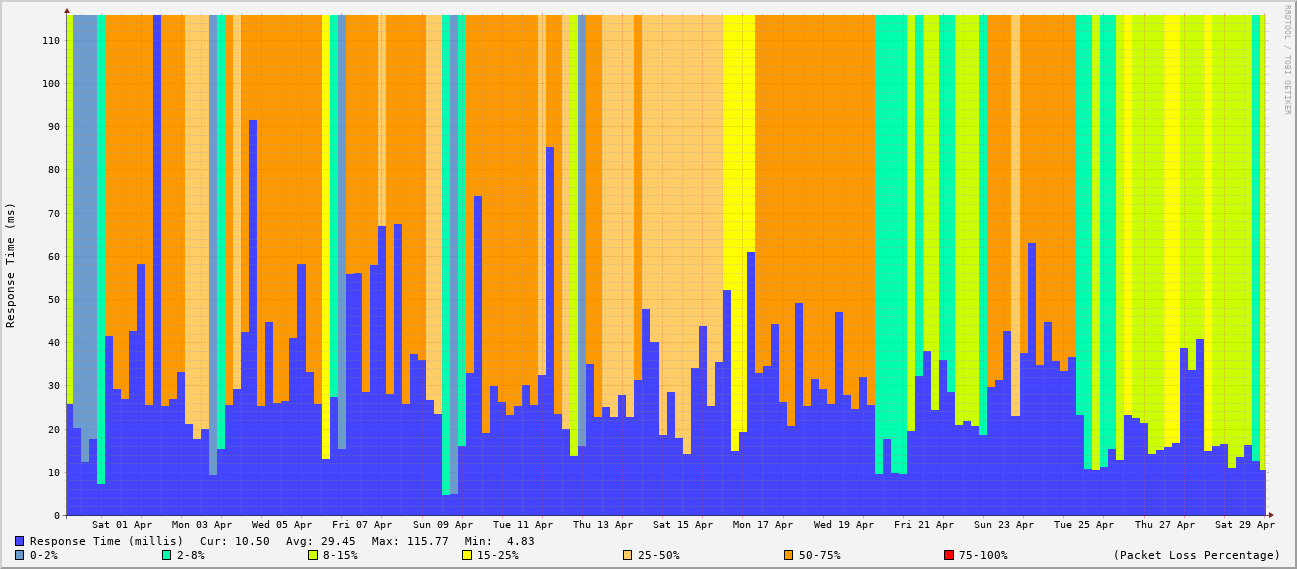 RRDTOOL / TOBI OETIKER
Response Time (ms)
110
100
90
80
70
60
50
40
30
20
10
0
Sat 01 Apr Mon 03 Apr Wed 05 Apr Fri 07 Apr Sun 09 Apr Tue 11 Apr Thu 13 Apr Sat 15 Apr Mon 17 Apr Wed 19 Apr Fri 21 Apr Sun 23 Apr Tue 25 Apr Thu 27 Apr Sat 29 Apr
Response Time (millis) Cur: 10.50 Avg: 29.45 Max: 115.77 Min: 4.83
0-2% 2-8% 8-15% 15-25% 25-50% 50-75% 75-100% (Packet Loss Percentage)